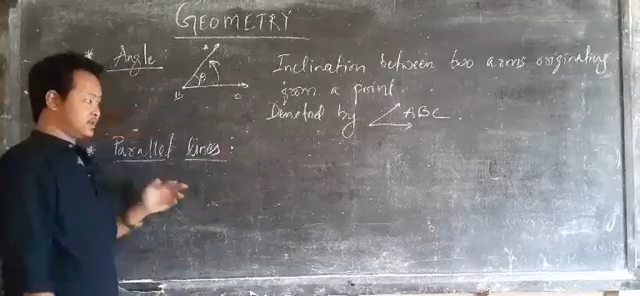 GEOMETRY
* Angle:
A
θ
B C
Inclination between two arms originating
from a point.
Denoted by ∠ABC.
* Parallel lines: